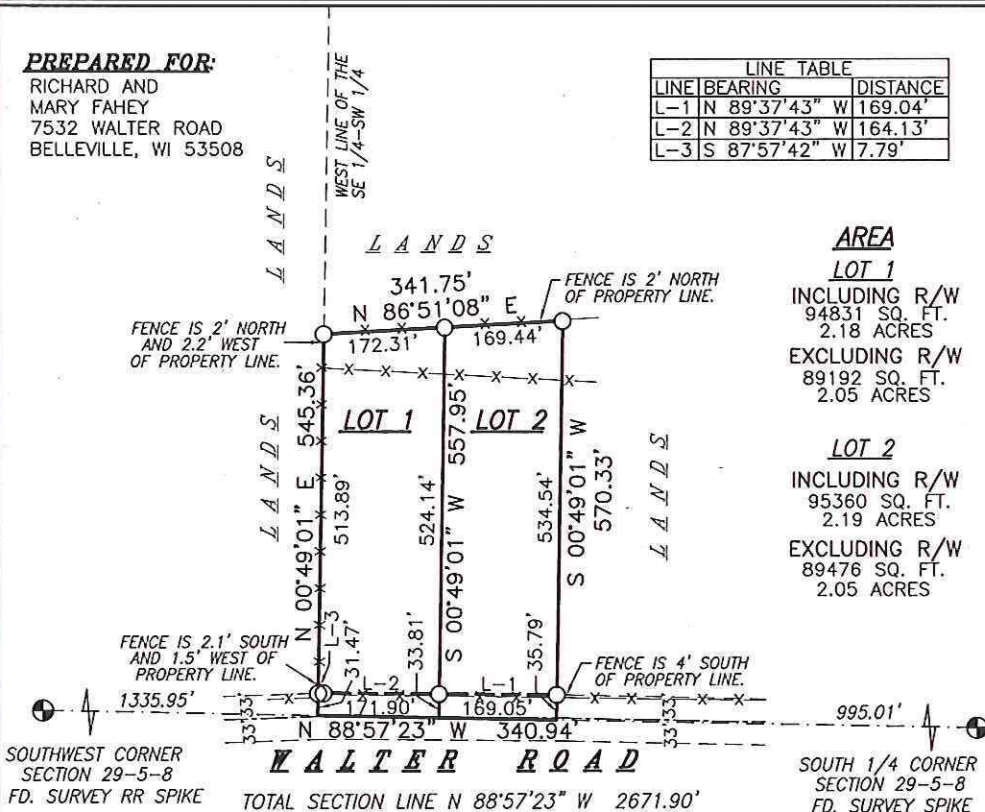 PREPARED FOR:
RICHARD AND
MARY FAHEY
7532 WALTER ROAD
BELLEVILLE, WI 53508
WEST LINE OF THE
SE 1/4-SW 1/4
LINE TABLE
LINE BEARING DISTANCE
L-1 N 89°37'43" W 169.04'
L-2 N 89°37'43" W 164.13'
L-3 S 87°57'42" W 7.79'
LANDS
LANDS
341.75'
N 86°51'08" E
172.31'
169.44'
FENCE IS 2' NORTH
OF PROPERTY LINE.
FENCE IS 2' NORTH
AND 2.2' WEST
OF PROPERTY LINE.
AREA
LOT 1
INCLUDING R/W
94831 SQ. FT.
2.18 ACRES
EXCLUDING R/W
89192 SQ. FT.
2.05 ACRES
LOT 2
INCLUDING R/W
95360 SQ. FT.
2.19 ACRES
EXCLUDING R/W
89476 SQ. FT.
2.05 ACRES
LOT 1
LOT 2
LANDS
N 00°49'01" E 545.36'
513.89'
524.14'
S 00°49'01" W 557.95'
534.54'
S 00°49'01" W
570.33'
LANDS
FENCE IS 2.1' SOUTH
AND 1.5' WEST OF
PROPERTY LINE.
L-3
31.47'
33.81'
35.79'
FENCE IS 4' SOUTH
OF PROPERTY LINE.
L-2
L-1
171.90'
169.05'
1335.95'
995.01'
33'
33'
33'
33'
N 88°57'23" W 340.94'
WALTER ROAD
SOUTHWEST CORNER
SECTION 29-5-8
FD. SURVEY RR SPIKE
TOTAL SECTION LINE N 88°57'23" W 2671.90'
SOUTH 1/4 CORNER
SECTION 29-5-8
FD. SURVEY SPIKE